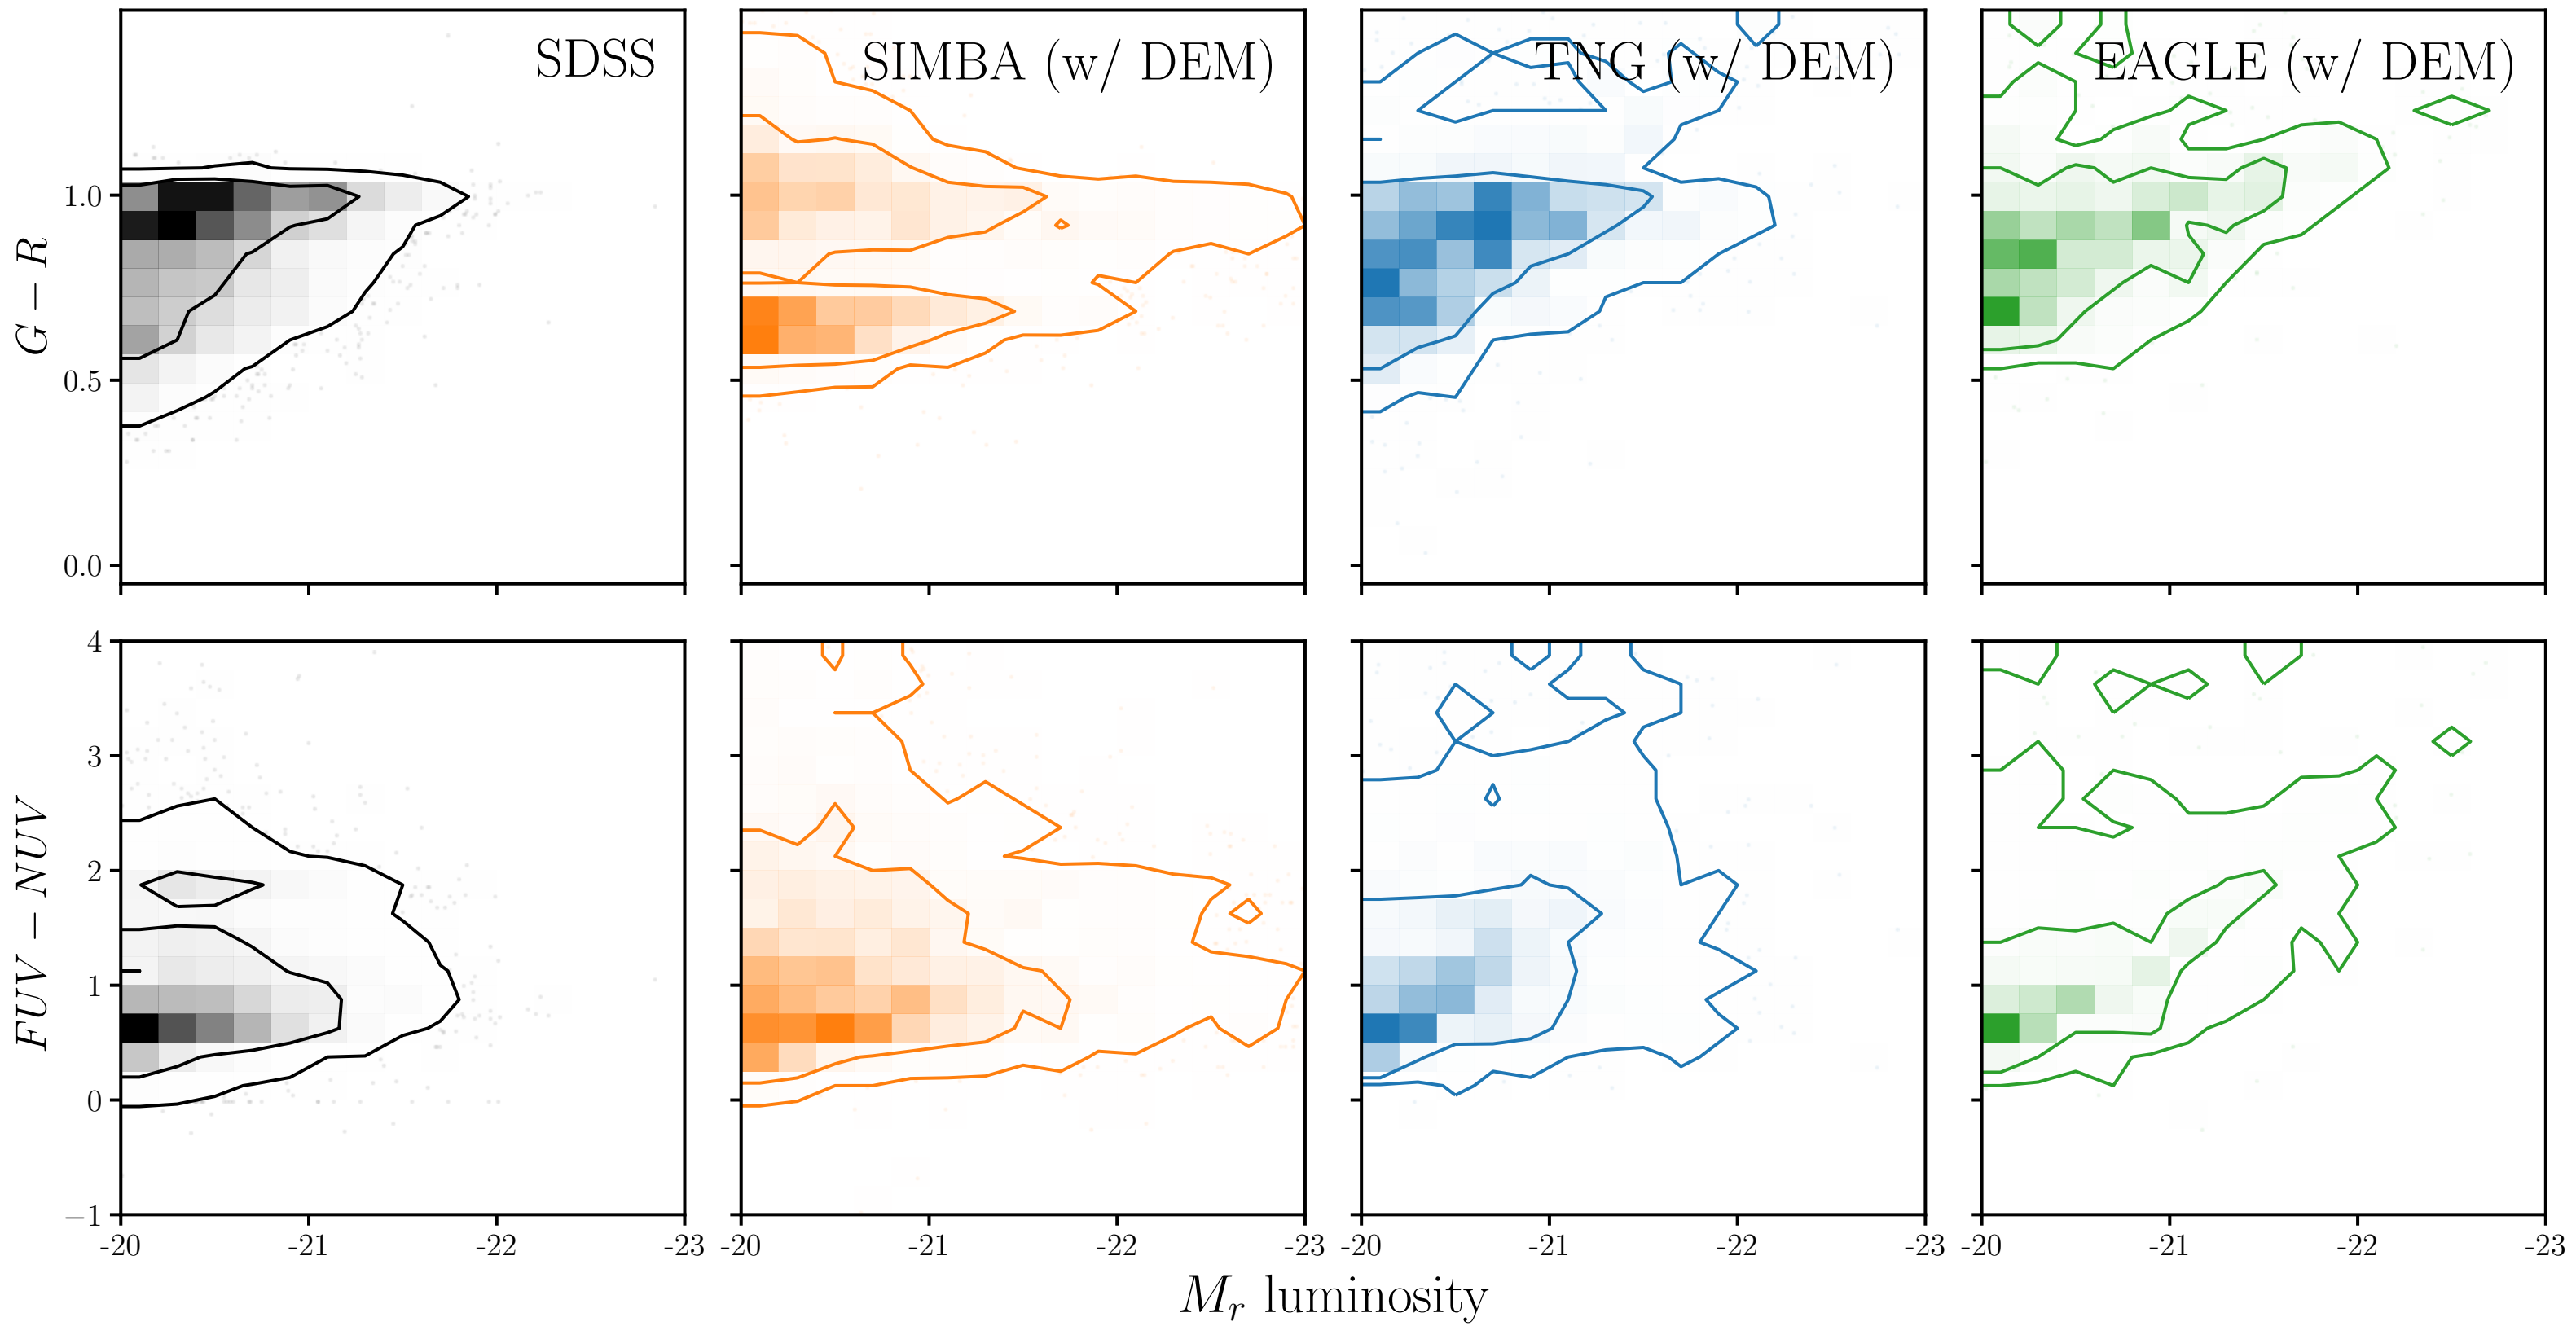 SDSS
SIMBA (w/ DEM)
TNG (w/ DEM)
EAGLE (w/ DEM)
1.0
0.5
0.0
G − R
4
3
2
1
0
−1
FUV − NUV
-20 -21 -22 -23
-20 -21 -22 -23
-20 -21 -22 -23
-20 -21 -22 -23
M_r luminosity